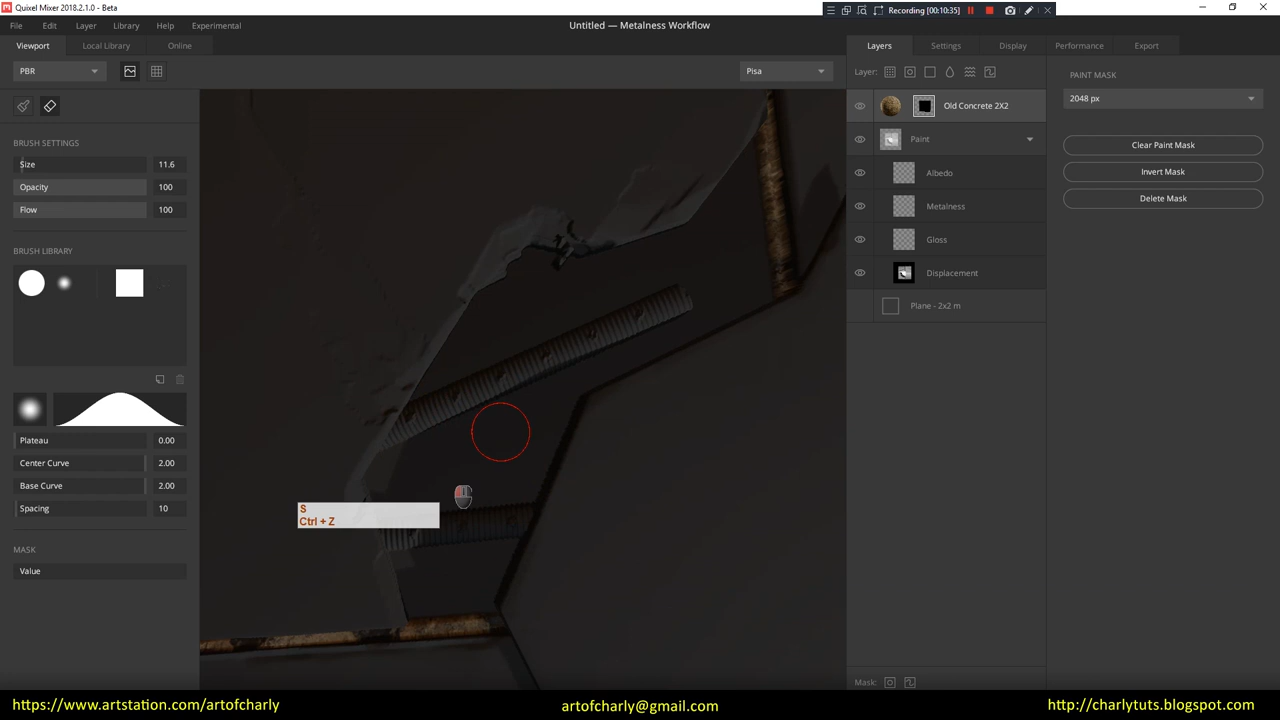 Quixel Mixer 2018.2.1.0 - Beta
Recording [00:10:35]
File Edit Layer Library Help Experimental
Untitled — Metalness Workflow
Viewport Local Library Online
Layers Settings Display Performance Export
PBR
Pisa
Layer:
PAINT MASK
2048 px
Old Concrete 2X2
Paint
Clear Paint Mask
Albedo
Invert Mask
Metalness
Delete Mask
Gloss
Displacement
Plane - 2x2 m
BRUSH SETTINGS
Size 11.6
Opacity 100
Flow 100
BRUSH LIBRARY
Plateau 0.00
Center Curve 2.00
Base Curve 2.00
Spacing 10
S
Ctrl + Z
MASK
Value
Mask:
https://www.artstation.com/artofcharly
artofcharly@gmail.com
http://charlytuts.blogspot.com